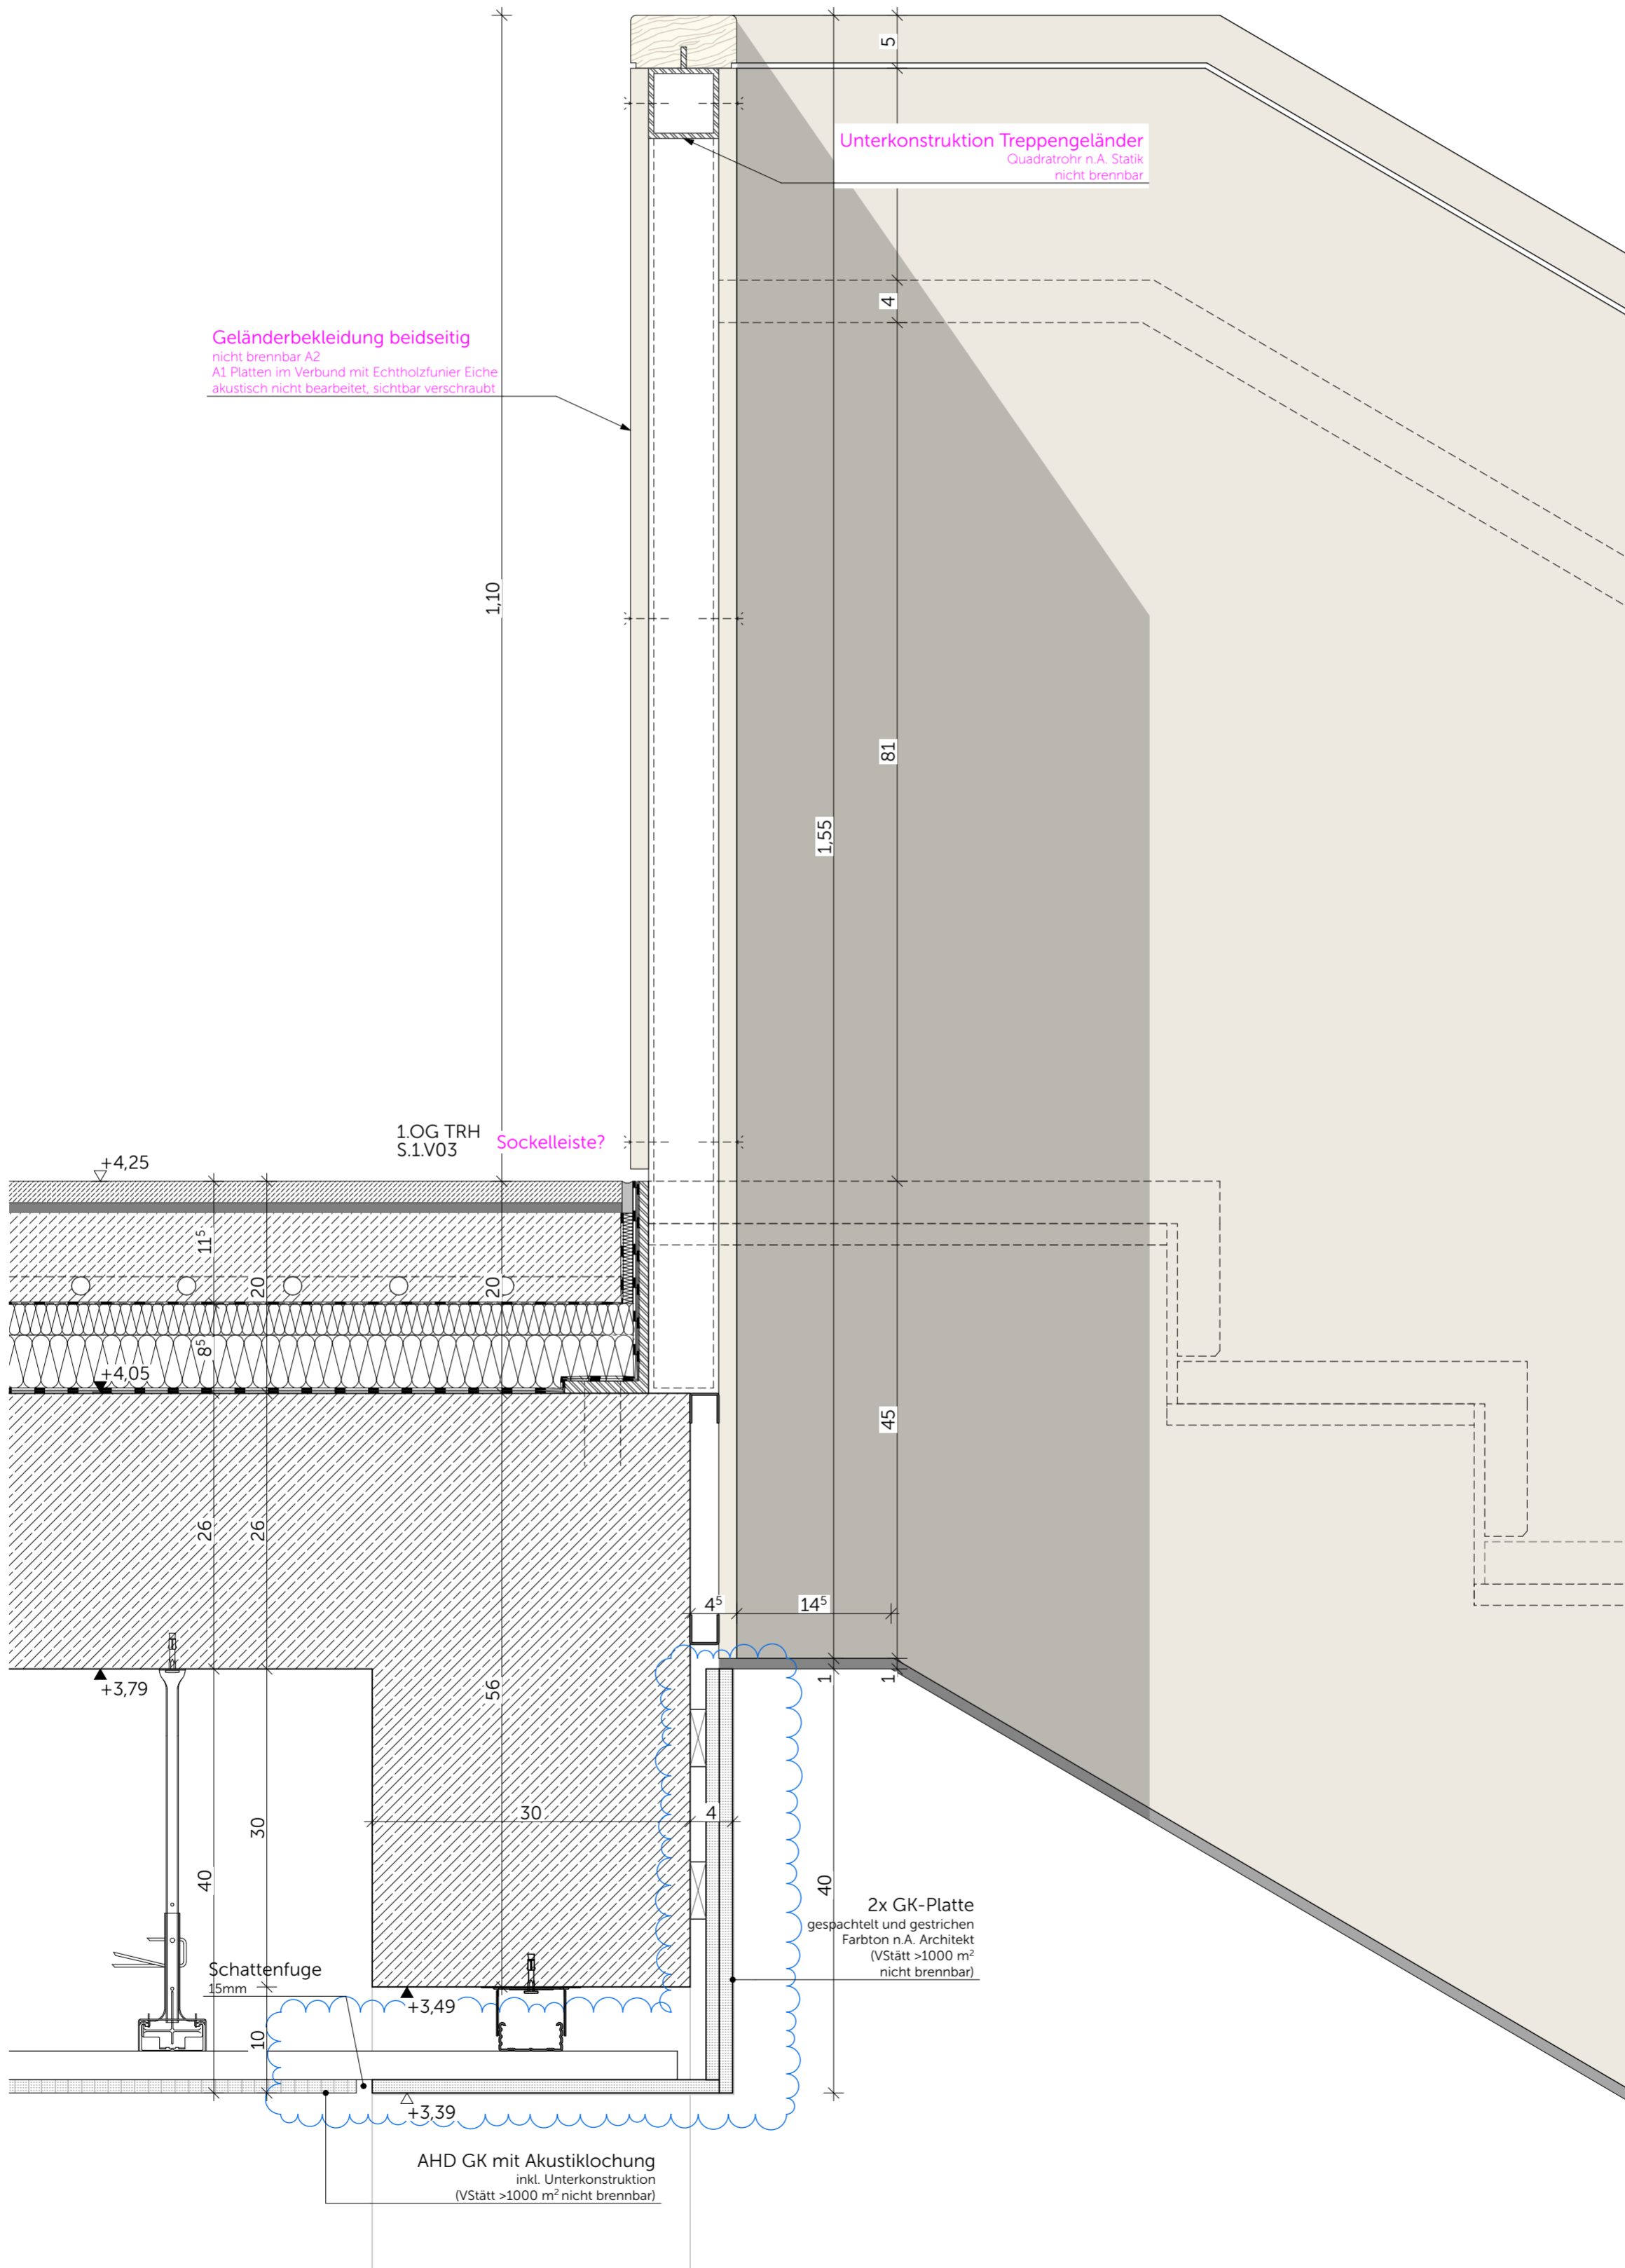 5
Unterkonstruktion Treppengeländer
Quadratrohr n.A. Statik
nicht brennbar
4
Geländerbekleidung beidseitig
nicht brennbar A2
A1 Platten im Verbund mit Echtholzfunier Eiche
akustisch nicht bearbeitet, sichtbar verschraubt
1,10
81
1,55
1.OG TRH
S.1.V03
Sockelleiste?
+4,25
11⁵
20
20
8⁵
+4,05
45
26
26
4⁵
14⁵
+3,79
56
1
1
30
30
4
40
40
2x GK-Platte
gespachtelt und gestrichen
Farbton n.A. Architekt
(VStätt >1000 m²
nicht brennbar)
Schattenfuge
15mm
+3,49
10
+3,39
AHD GK mit Akustiklochung
inkl. Unterkonstruktion
(VStätt >1000 m² nicht brennbar)